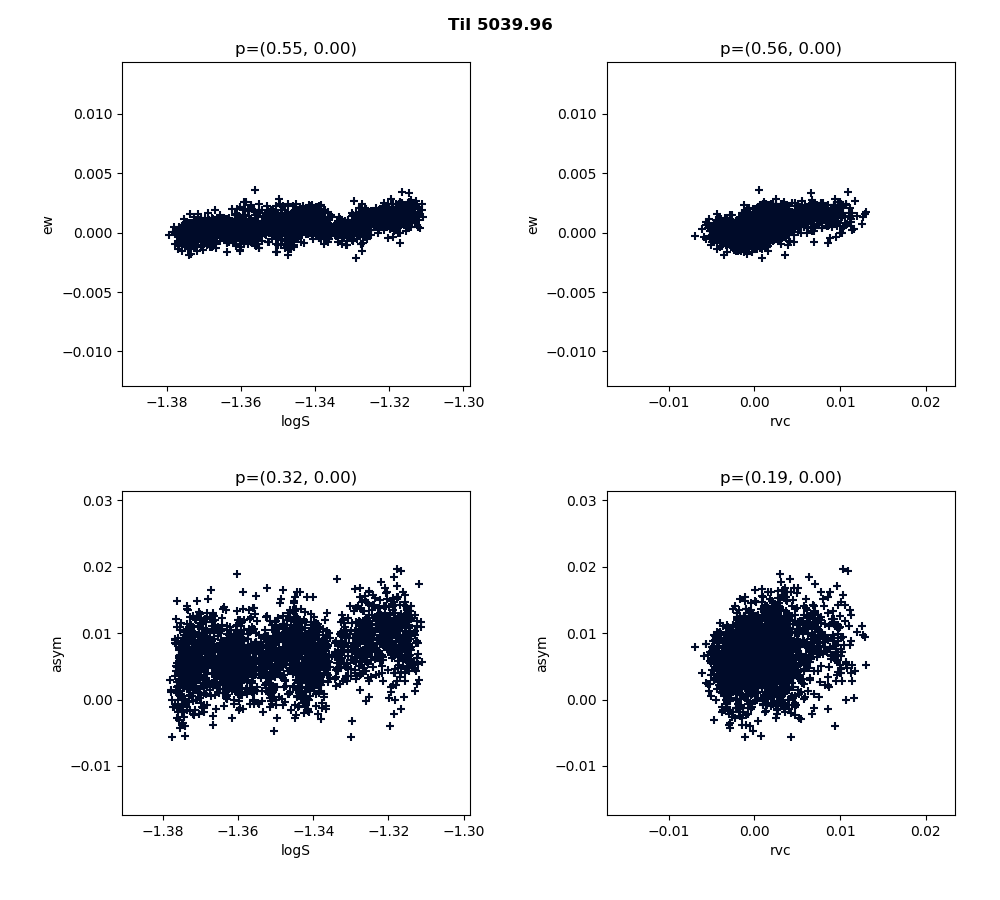 TiI 5039.96
p=(0.55, 0.00)
p=(0.56, 0.00)
0.010
0.005
0.000
−0.005
−0.010
ew
−1.38 −1.36 −1.34 −1.32 −1.30
logS
0.010
0.005
0.000
−0.005
−0.010
ew
−0.01 0.00 0.01 0.02
rvc
p=(0.32, 0.00)
p=(0.19, 0.00)
0.03
0.02
0.01
0.00
−0.01
asym
−1.38 −1.36 −1.34 −1.32 −1.30
logS
0.03
0.02
0.01
0.00
−0.01
asym
−0.01 0.00 0.01 0.02
rvc